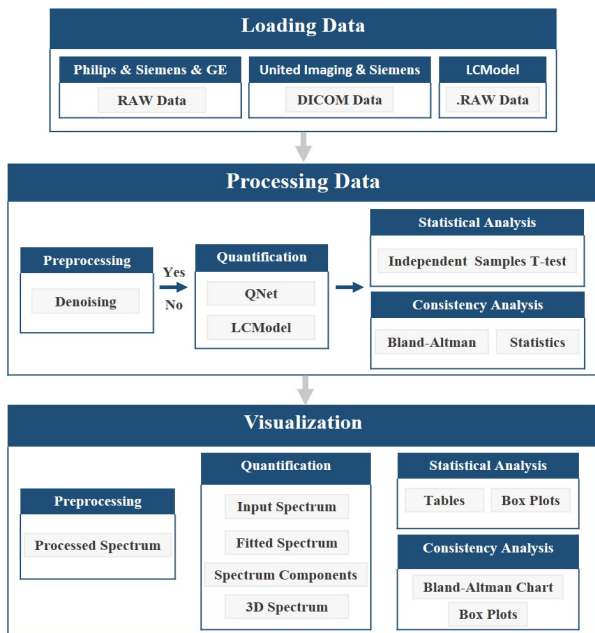 Loading Data
Philips & Siemens & GE
RAW Data
United Imaging & Siemens
DICOM Data
LCModel
.RAW Data
Processing Data
Preprocessing
Denoising
Yes
No
Quantification
QNet
LCModel
Statistical Analysis
Independent Samples T-test
Consistency Analysis
Bland-Altman
Statistics
Visualization
Preprocessing
Processed Spectrum
Quantification
Input Spectrum
Fitted Spectrum
Spectrum Components
3D Spectrum
Statistical Analysis
Tables
Box Plots
Consistency Analysis
Bland-Altman Chart
Box Plots